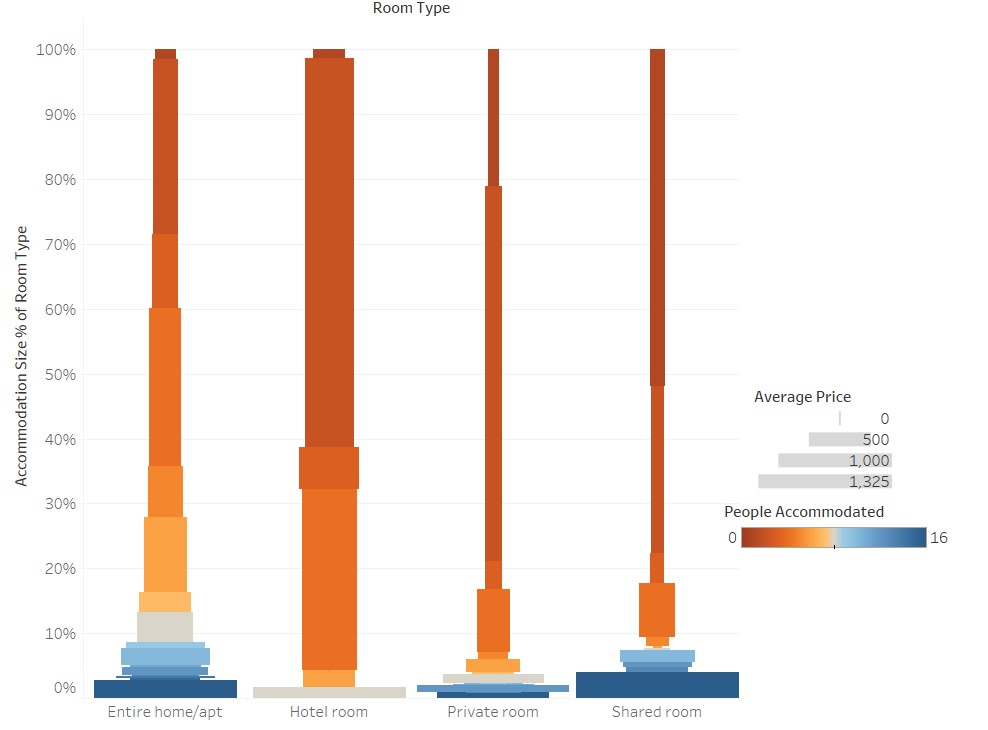 Room Type
Accommodation Size % of Room Type
100%
90%
80%
70%
60%
50%
40%
30%
20%
10%
0%
Entire home/apt
Hotel room
Private room
Shared room
Average Price
0
500
1,000
1,325
People Accommodated
0
16